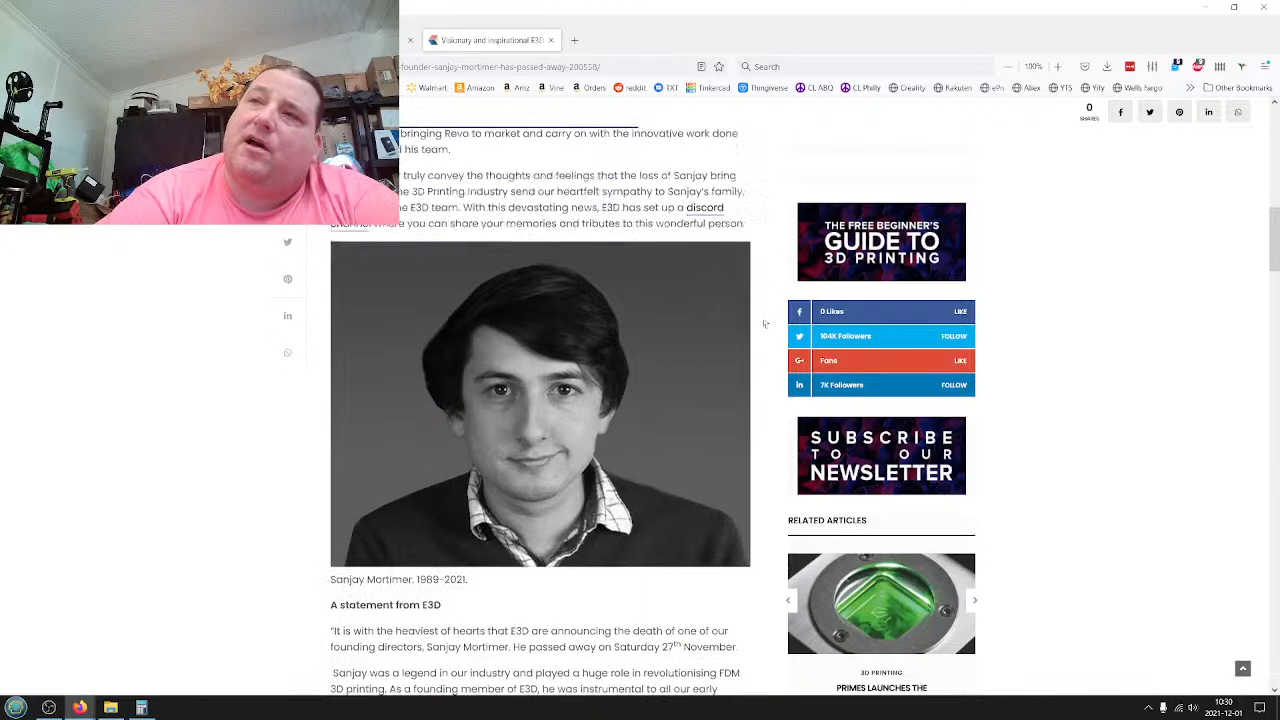 Visionary and inspirational E3D
founder-sanjay-mortimer-has-passed-away-200558/
100%
Search
Walmart
Amazon
Amz
Vine
Orders
reddit
TXT
Tinkercad
Thingiverse
CL ABQ
CL Philly
Creality
Rakuten
ePn
Aliex
YTS
Wells Fargo
Other Bookmarks
0
SHARES
bringing Revo to market and carry on with the innovative work done
his team.
truly convey the thoughts and feelings that the loss of Sanjay bring
3D Printing Industry send our heartfelt sympathy to Sanjay's family,
E3D team. With this devastating news, E3D has set up a discord
where you can share your memories and tributes to this wonderful person
THE FREE BEGINNER'S
GUIDE TO
3D PRINTING
0 Likes LIKE
104K Followers FOLLOW
Fans LIKE
7K Followers FOLLOW
SUBSCRIBE
TO OUR
NEWSLETTER
RELATED ARTICLES
3D PRINTING
PRIMES LAUNCHES THE
Sanjay Mortimer. 1989-2021.
A statement from E3D
"It is with the heaviest of hearts that E3D are announcing the death of one of our
founding directors, Sanjay Mortimer. He passed away on Saturday 27th November.
Sanjay was a legend in our industry and played a huge role in revolutionising FDM
3D printing. As a founding member of E3D, he was instrumental to all our early
10:30
2021-12-01